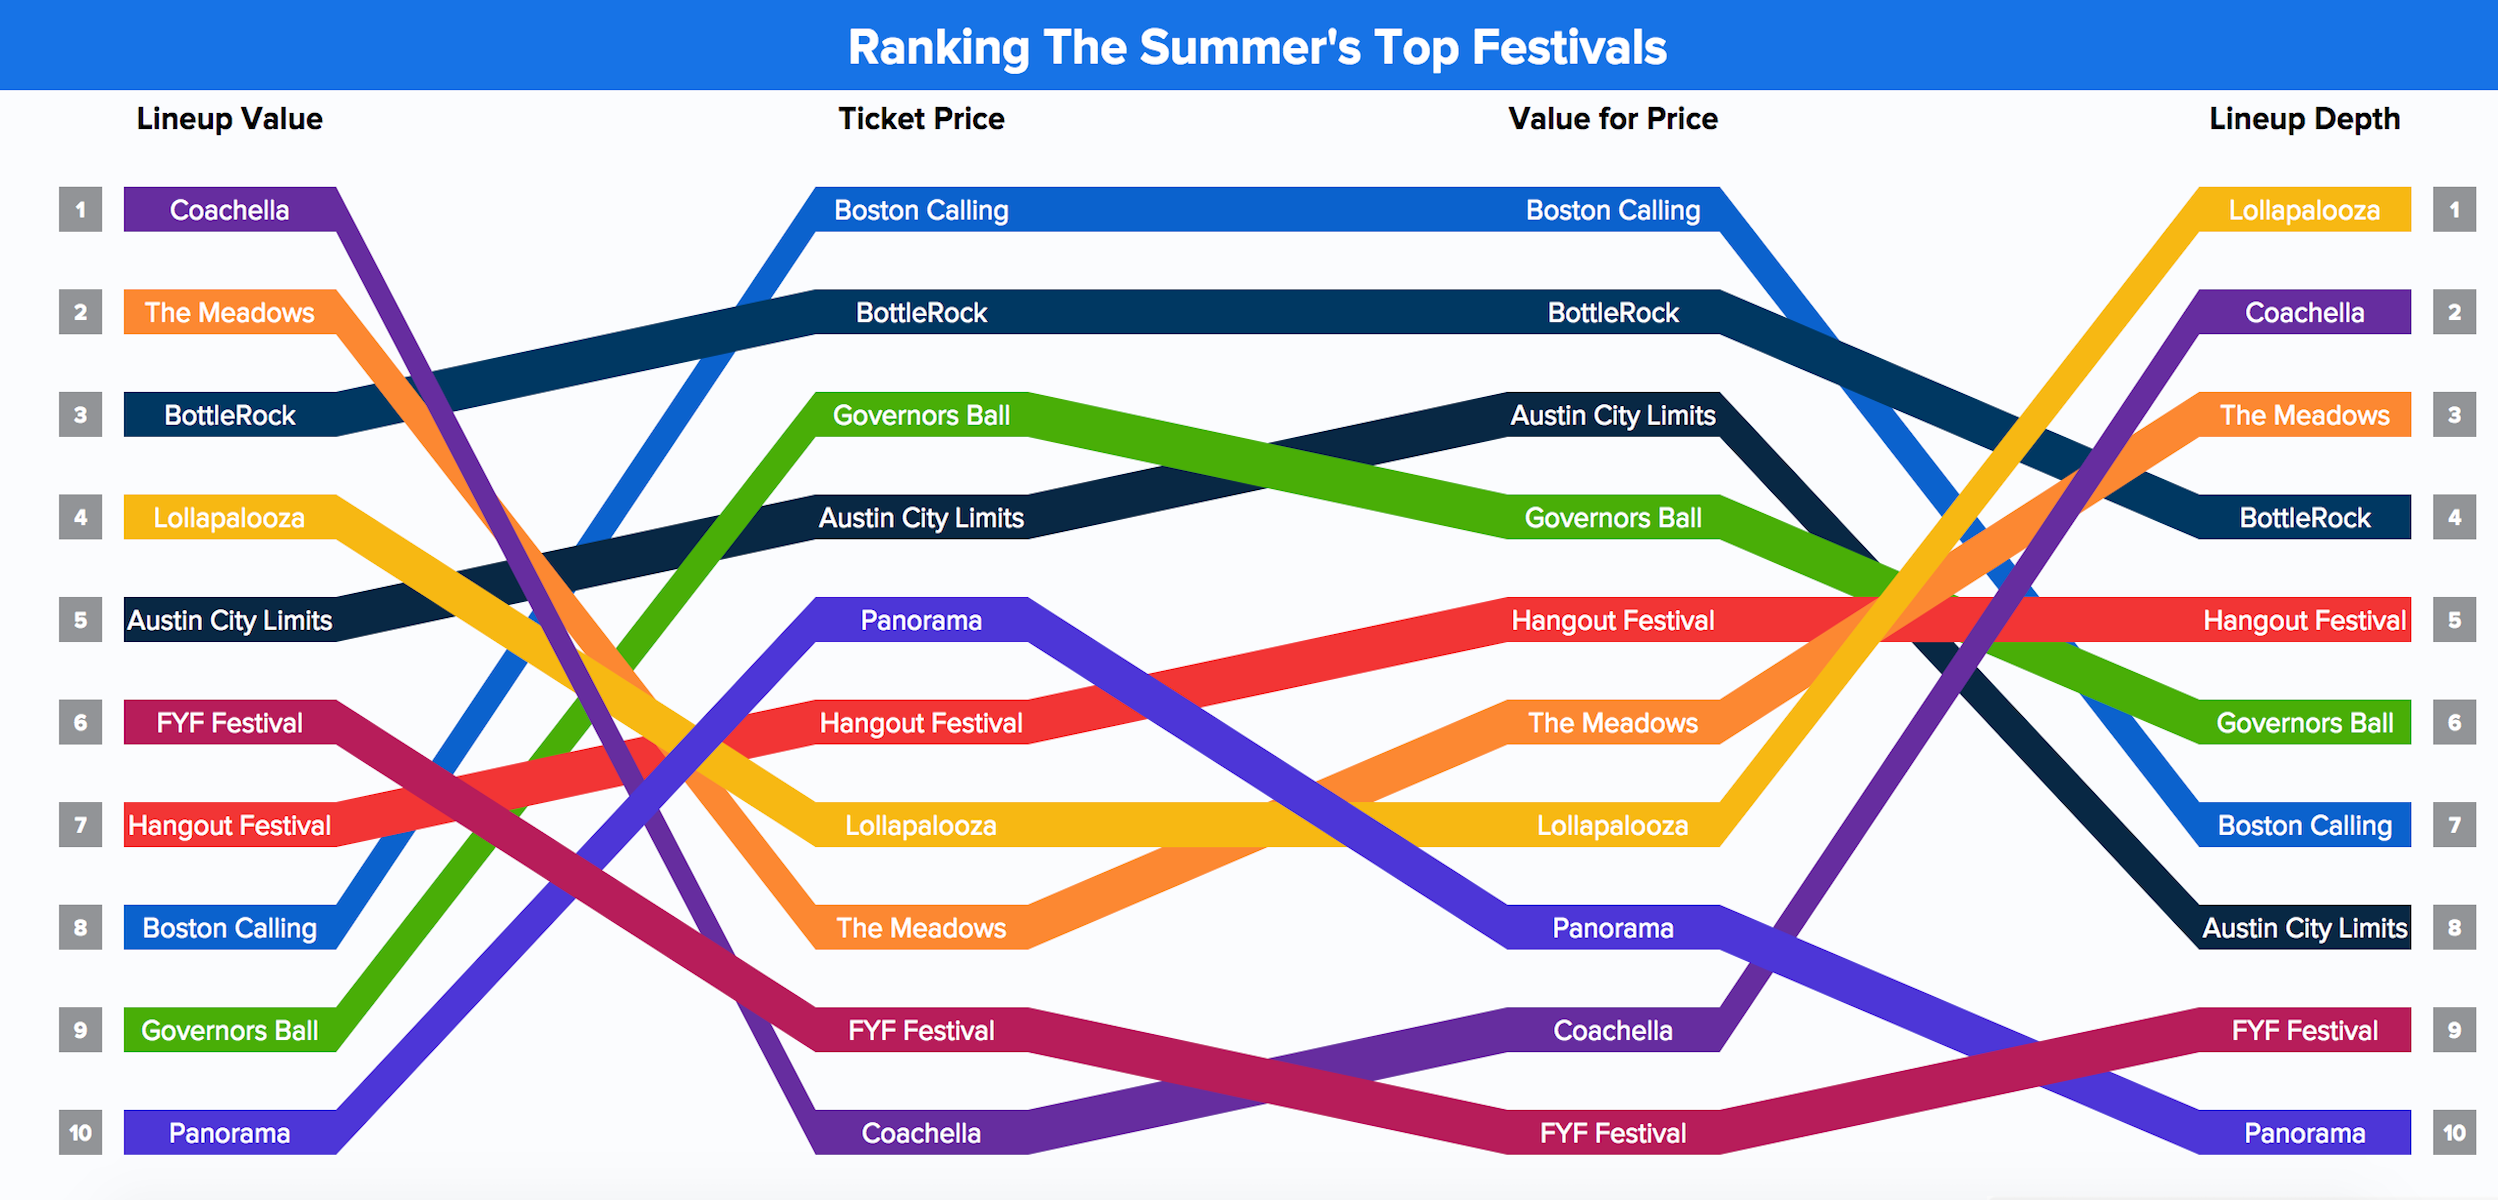 Ranking The Summer's Top Festivals
Lineup Value Ticket Price Value for Price Lineup Depth
1 Coachella Boston Calling Boston Calling Lollapalooza 1
2 The Meadows BottleRock BottleRock Coachella 2
3 BottleRock Governors Ball Austin City Limits The Meadows 3
4 Lollapalooza Austin City Limits Governors Ball BottleRock 4
5 Austin City Limits Panorama Hangout Festival Hangout Festival 5
6 FYF Festival Hangout Festival The Meadows Governors Ball 6
7 Hangout Festival Lollapalooza Lollapalooza Boston Calling 7
8 Boston Calling The Meadows Panorama Austin City Limits 8
9 Governors Ball FYF Festival Coachella FYF Festival 9
10 Panorama Coachella FYF Festival Panorama 10